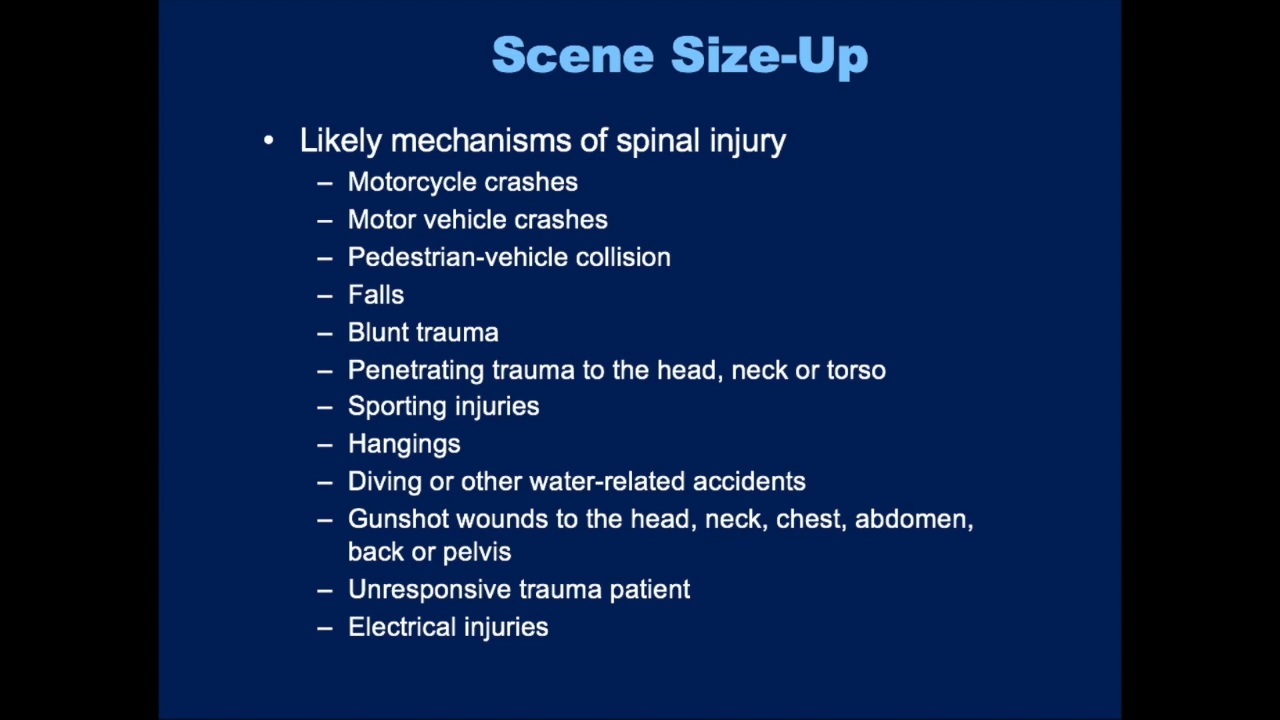 Scene Size-Up
• Likely mechanisms of spinal injury
– Motorcycle crashes
– Motor vehicle crashes
– Pedestrian-vehicle collision
– Falls
– Blunt trauma
– Penetrating trauma to the head, neck or torso
– Sporting injuries
– Hangings
– Diving or other water-related accidents
– Gunshot wounds to the head, neck, chest, abdomen,
back or pelvis
– Unresponsive trauma patient
– Electrical injuries